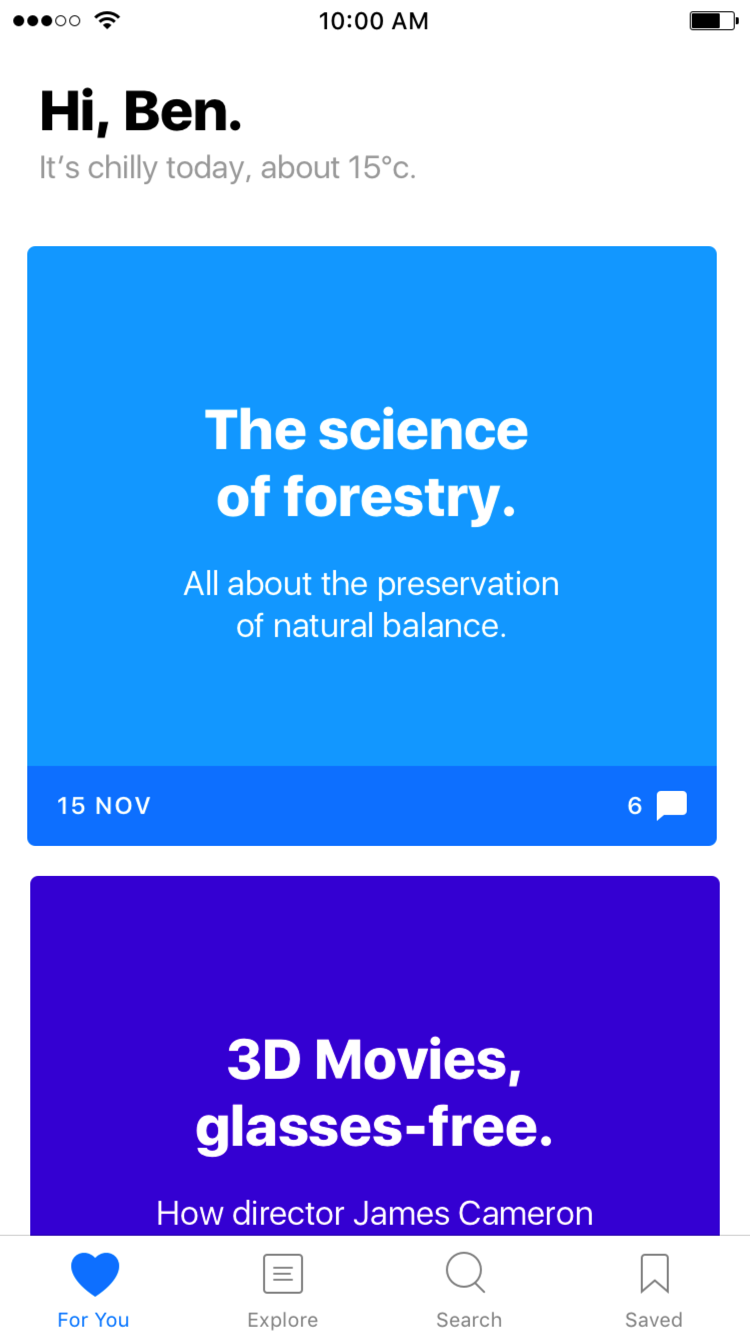 10:00 AM
Hi, Ben.
It’s chilly today, about 15°c.
The science
of forestry.
All about the preservation
of natural balance.
15 NOV
6
3D Movies,
glasses-free.
How director James Cameron
For You
Explore
Search
Saved